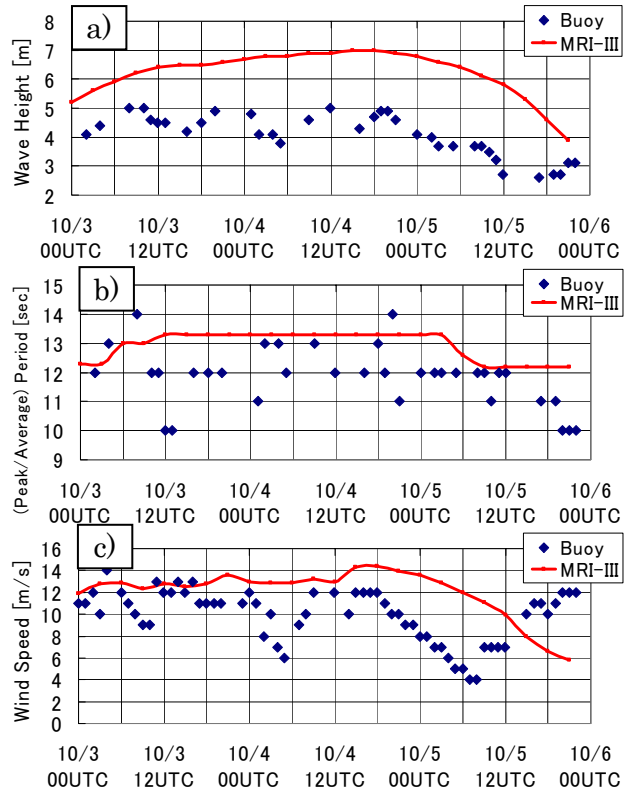 a)
Wave Height [m]
8
7
6
5
4
3
2
Buoy
MRI-III
10/3 10/3 10/4 10/4 10/5 10/5 10/6
00UTC 12UTC 00UTC 12UTC 00UTC 12UTC 00UTC
b)
(Peak/Average) Period [sec]
15
14
13
12
11
10
9
Buoy
MRI-III
10/3 10/3 10/4 10/4 10/5 10/5 10/6
00UTC 12UTC 00UTC 12UTC 00UTC 12UTC 00UTC
c)
Wind Speed [m/s]
16
14
12
10
8
6
4
2
0
Buoy
MRI-III
10/3 10/3 10/4 10/4 10/5 10/5 10/6
00UTC 12UTC 00UTC 12UTC 00UTC 12UTC 00UTC